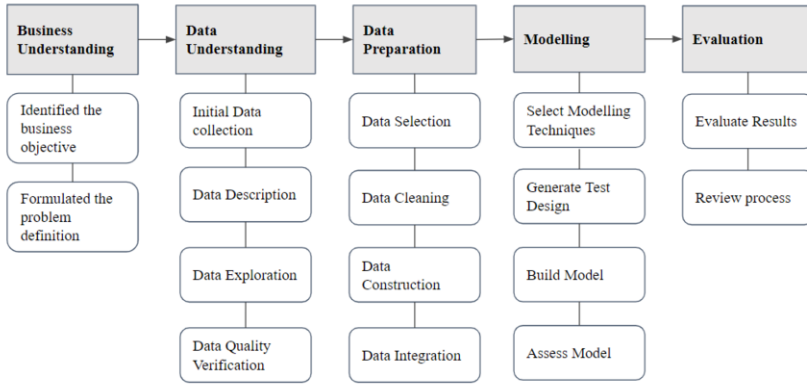 Business
Understanding
Data
Understanding
Data
Preparation
Modelling
Evaluation
Identified the
business
objective
Formulated the
problem
definition
Initial Data
collection
Data Description
Data Exploration
Data Quality
Verification
Data Selection
Data Cleaning
Data
Construction
Data Integration
Select Modelling
Techniques
Generate Test
Design
Build Model
Assess Model
Evaluate Results
Review process